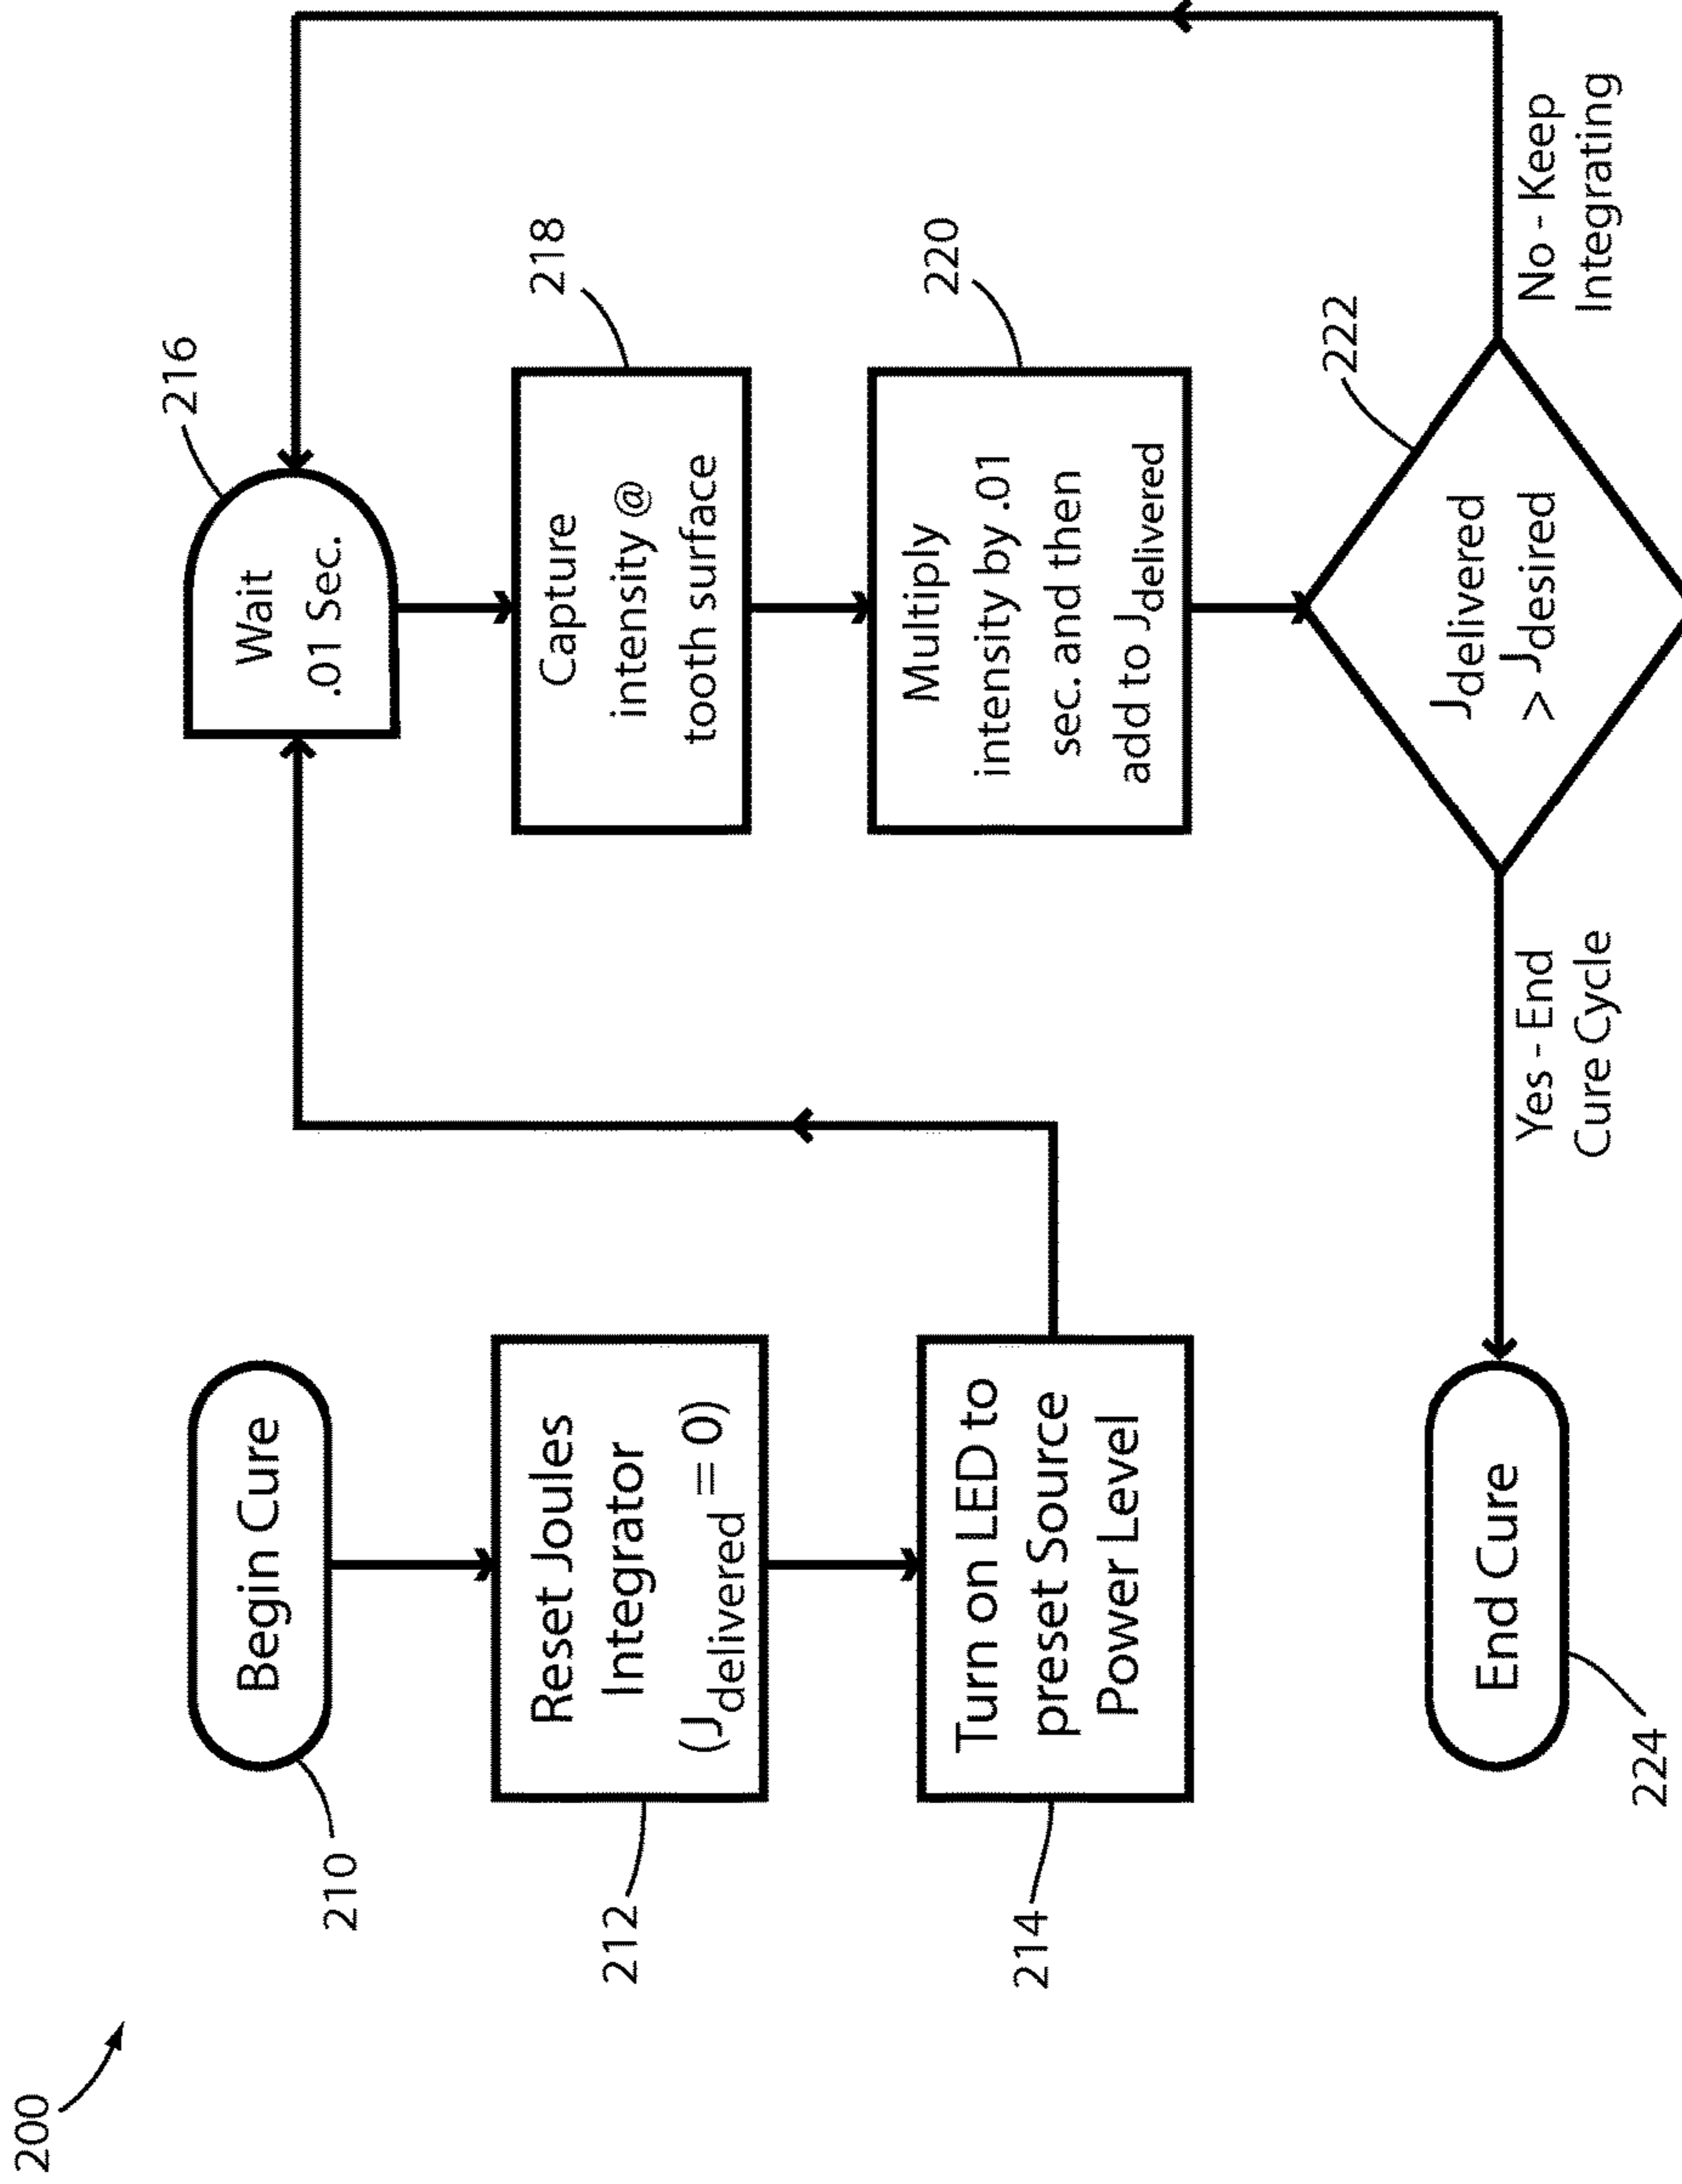 200
Begin Cure
210
Reset Joules
Integrator
(Jdelivered = 0)
212
Turn on LED to
preset Source
Power Level
214
Wait
.01 Sec.
216
Capture
intensity @
tooth surface
218
Multiply
intensity by .01
sec. and then
add to Jdelivered
220
Jdelivered
> Jdesired
222
No - Keep
Integrating
Yes - End
Cure Cycle
End Cure
224